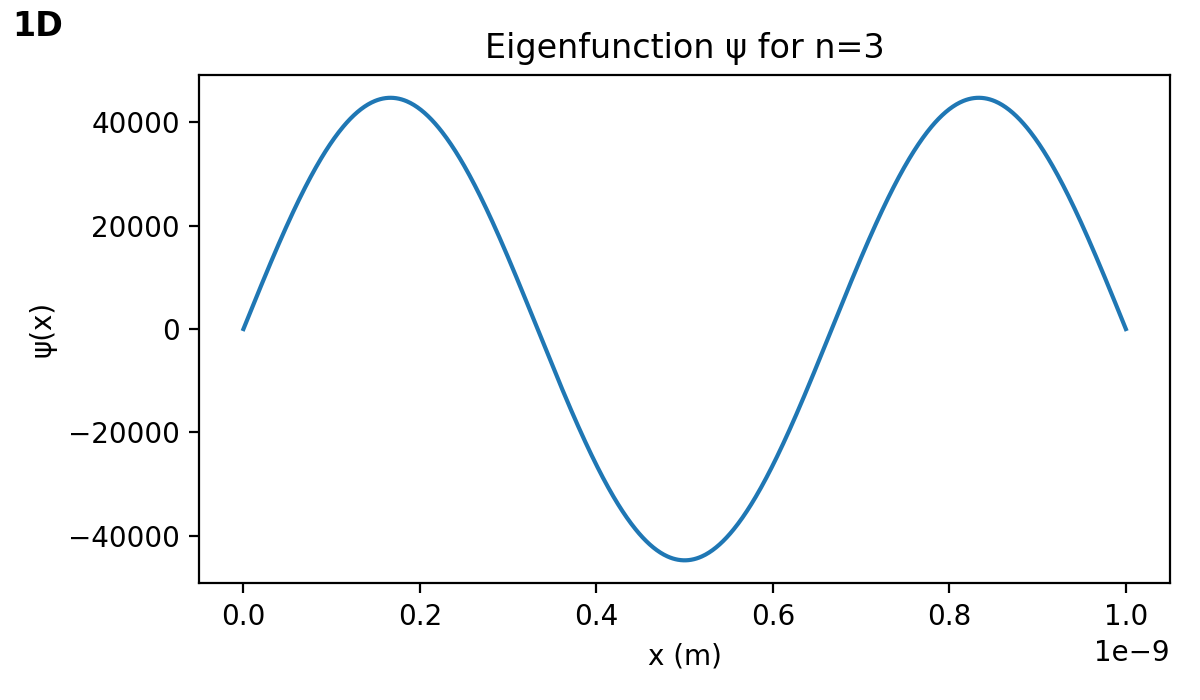 1D
Eigenfunction ψ for n=3
40000
20000
0
−20000
−40000
ψ(x)
0.0 0.2 0.4 0.6 0.8 1.0
1e−9
x (m)